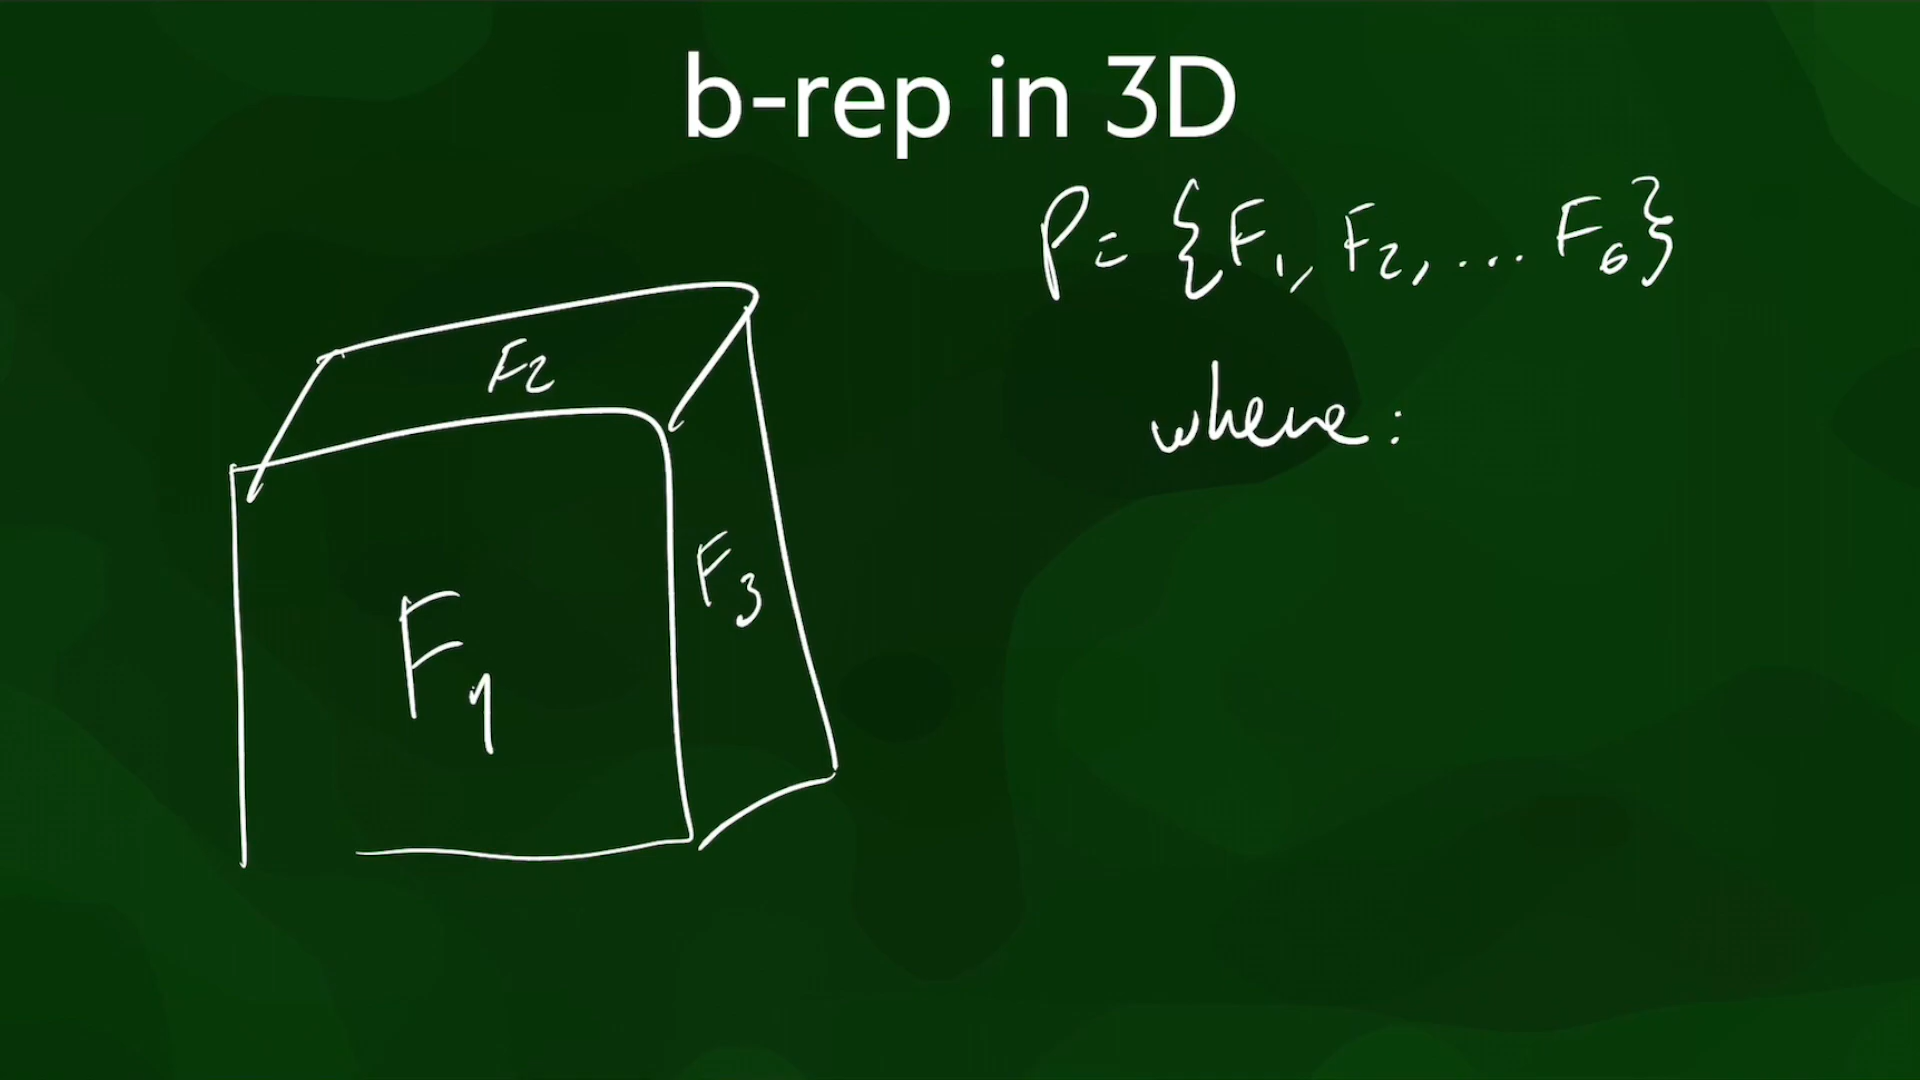 b-rep in 3D
P = {F₁, F₂, ... F₆}
where:
F₂
F₃
F₁